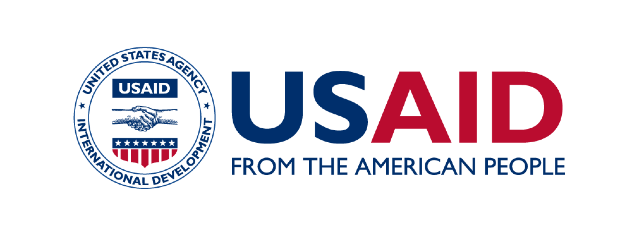 UNITED STATES AGENCY
USAID
INTERNATIONAL DEVELOPMENT
USAID
FROM THE AMERICAN PEOPLE